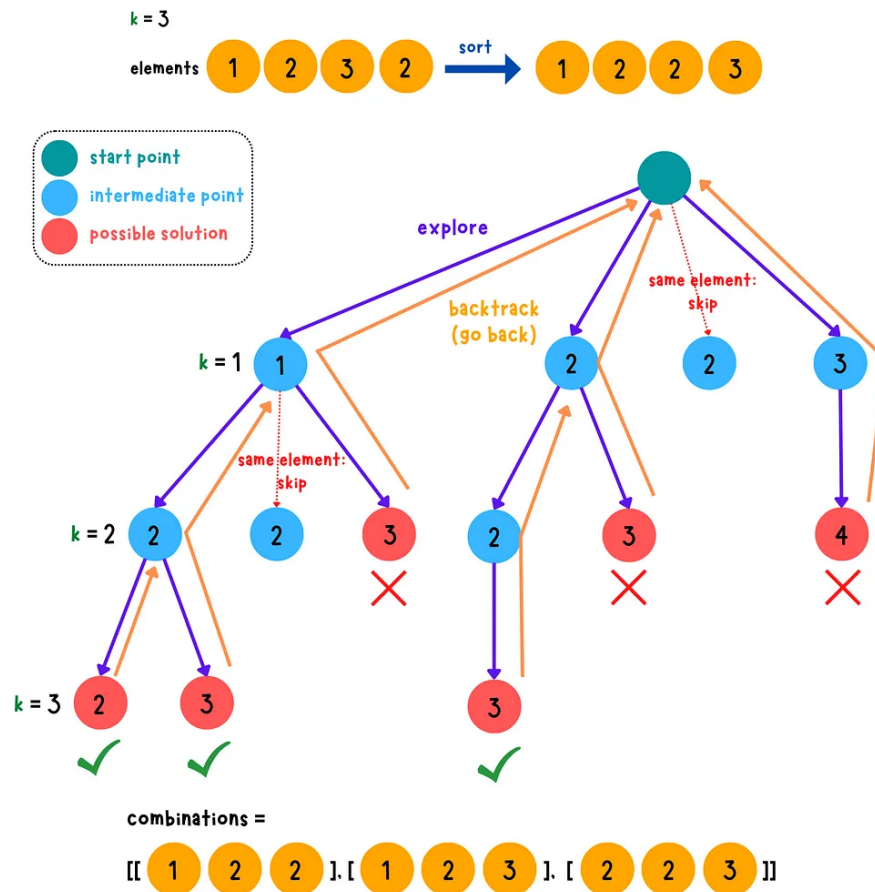 k = 3
sort
elements 1 2 3 2 1 2 2 3
start point
intermediate point
possible solution
explore
same element:
skip
backtrack
(go back)
k = 1 1 2 2 3
same element:
skip
k = 2 2 2 3 2 3 4
k = 3 2 3 3
combinations =
[[ 1 2 2 ], [ 1 2 3 ], [ 2 2 3 ]]